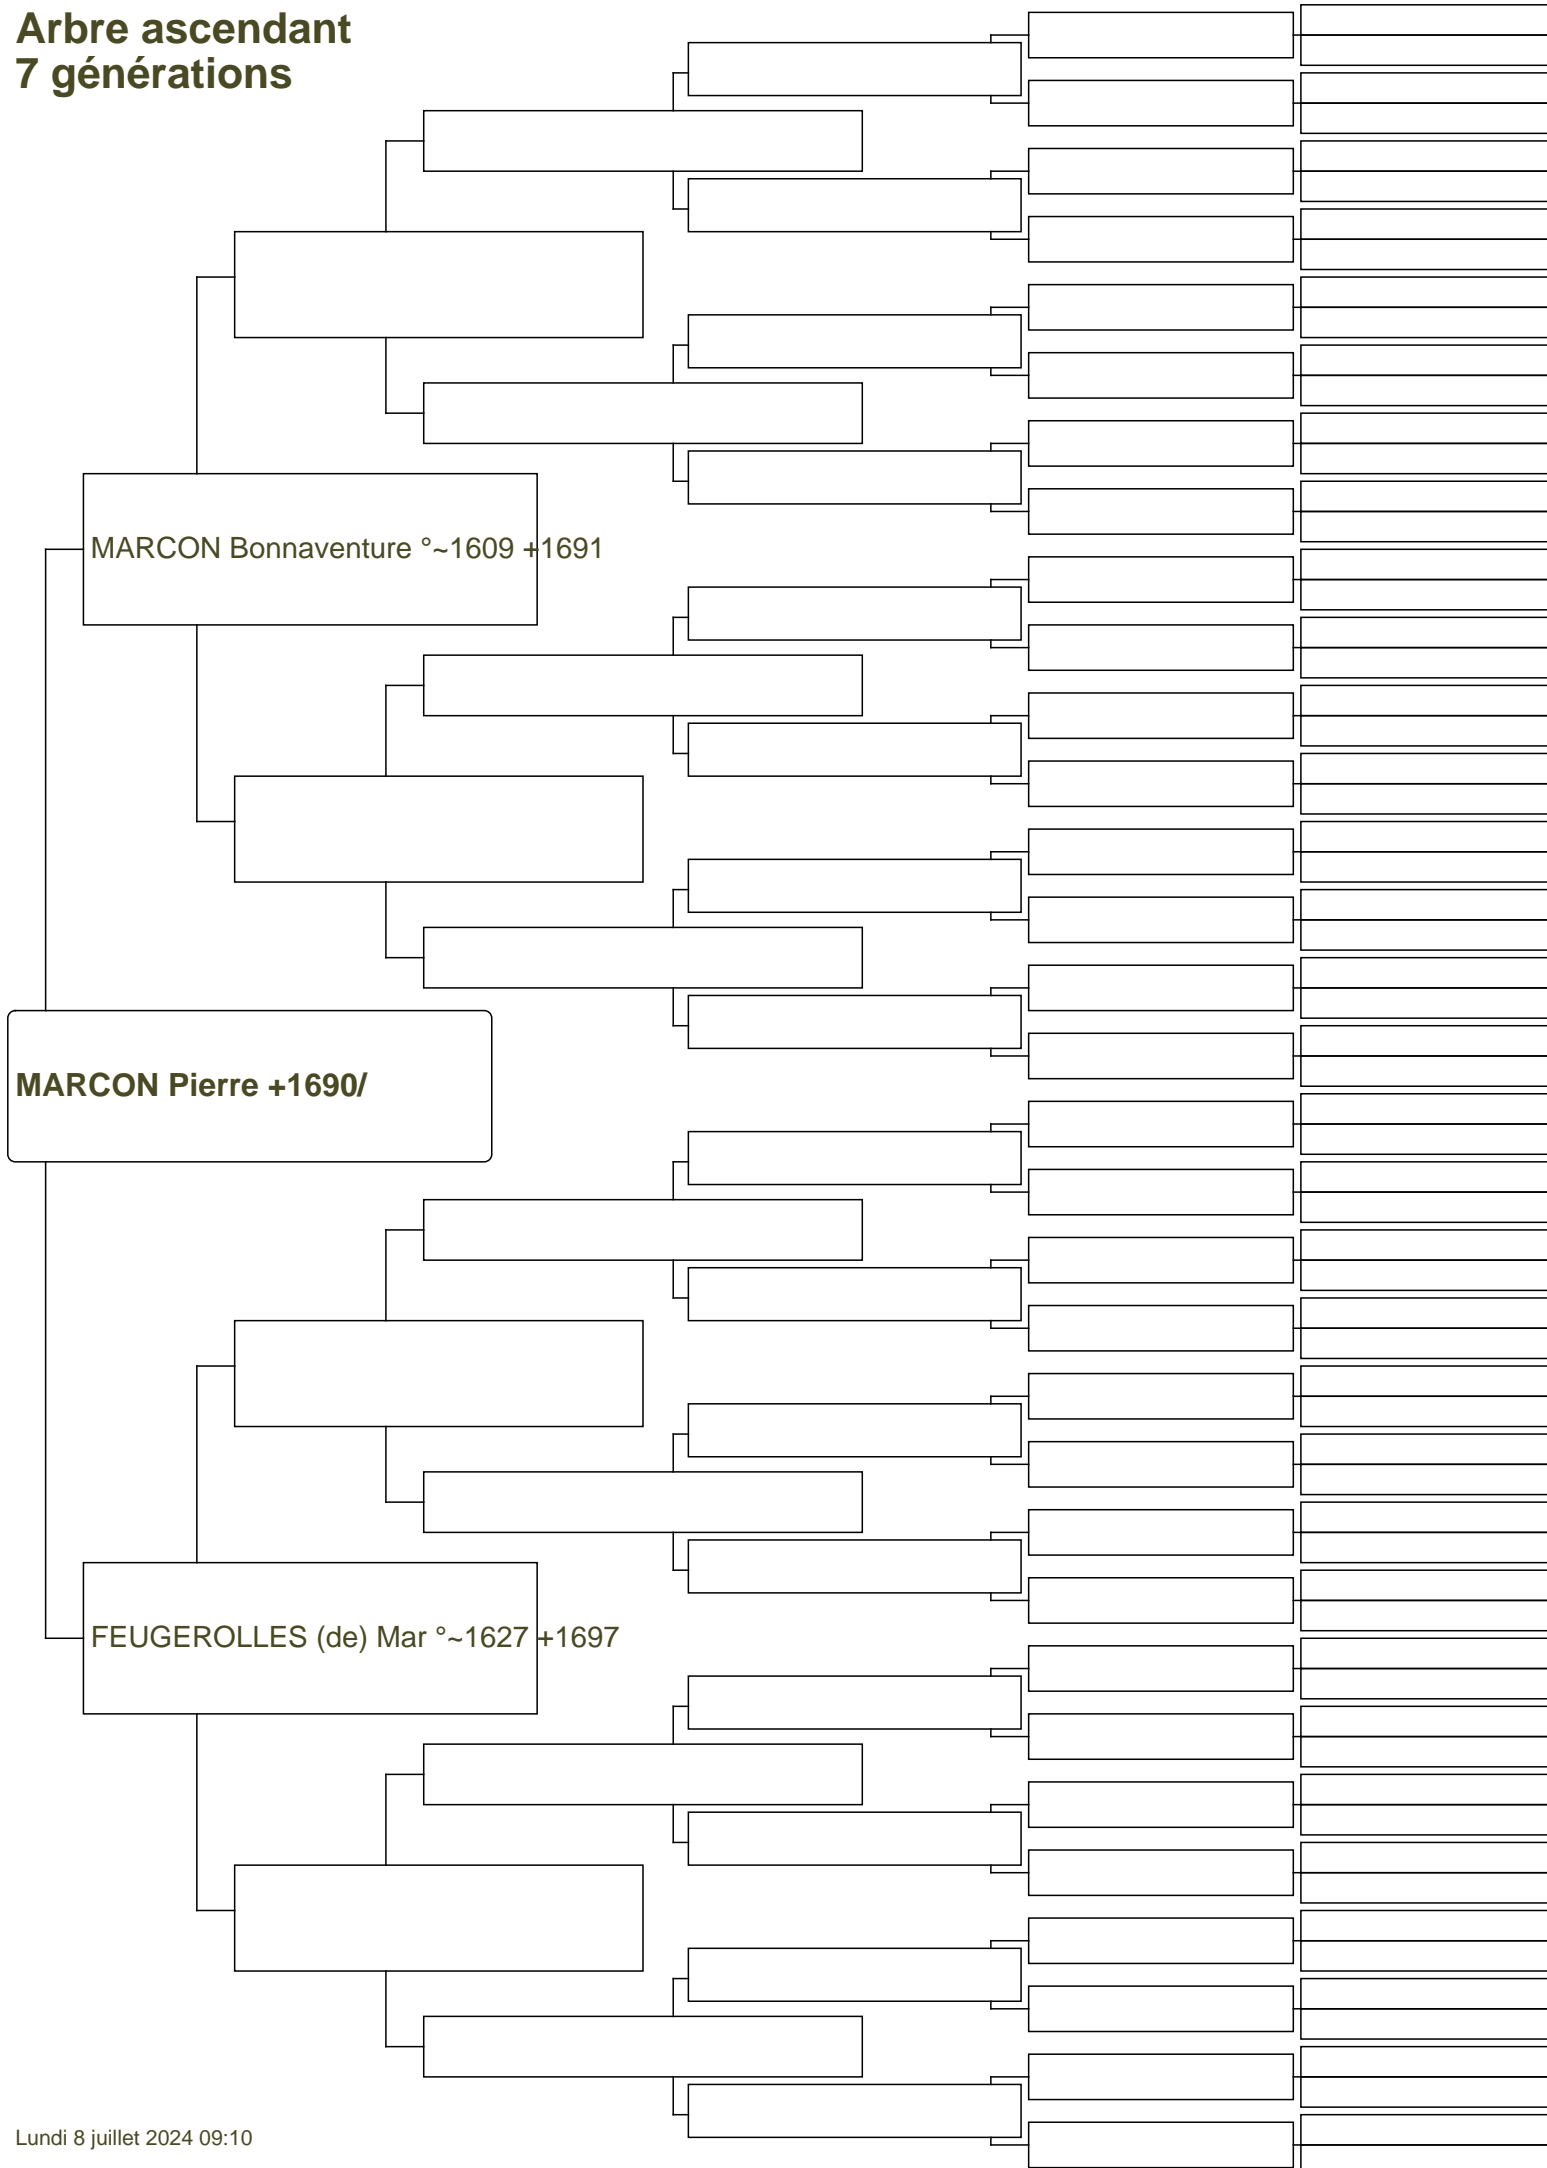 Arbre ascendant
7 générations
MARCON Bonnaventure °~1609 +1691
MARCON Pierre +1690/
FEUGEROLLES (de) Mar °~1627 +1697
Lundi 8 juillet 2024 09:10